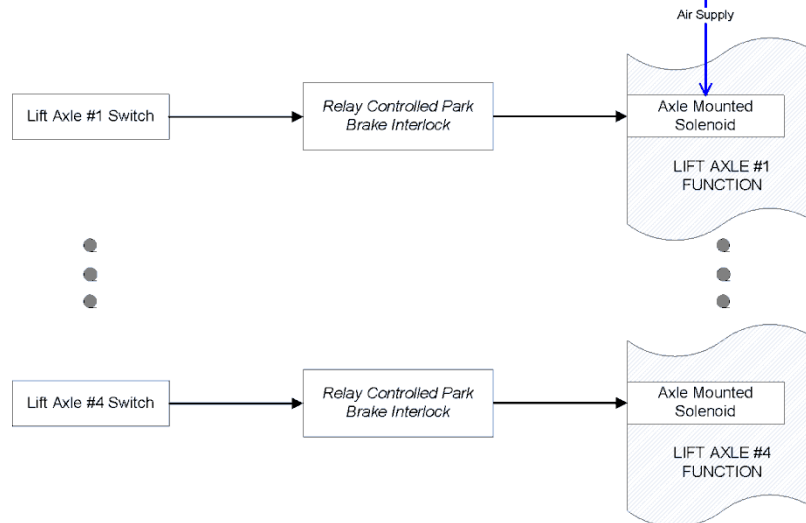 Air Supply
Lift Axle #1 Switch
Relay Controlled Park
Brake Interlock
Axle Mounted
Solenoid
LIFT AXLE #1
FUNCTION
Lift Axle #4 Switch
Relay Controlled Park
Brake Interlock
Axle Mounted
Solenoid
LIFT AXLE #4
FUNCTION